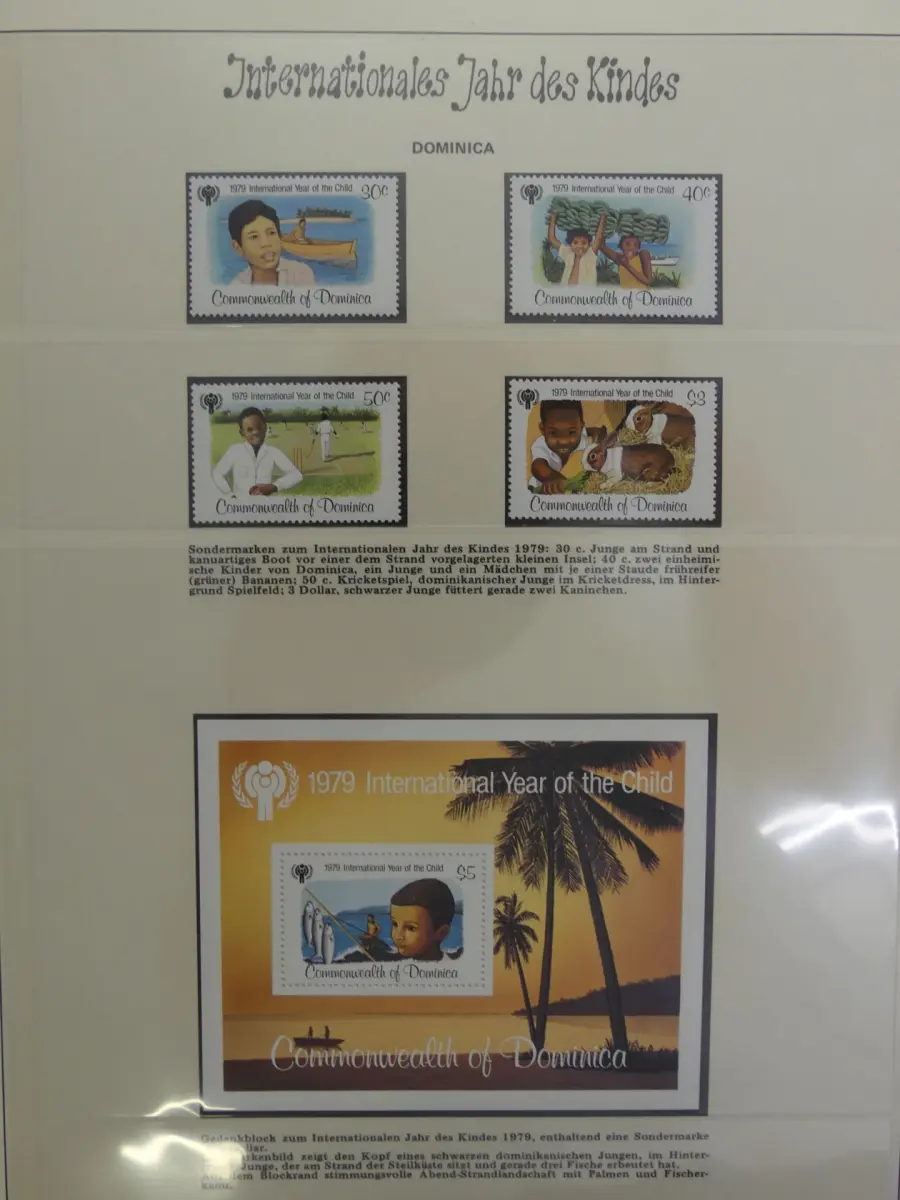 Internationales Jahr des Kindes
DOMINICA
1979 International Year of the Child 30c
Commonwealth of Dominica
1979 International Year of the Child 40c
Commonwealth of Dominica
1979 International Year of the Child 50c
Commonwealth of Dominica
1979 International Year of the Child $3
Commonwealth of Dominica
Sondermarken zum Internationalen Jahr des Kindes 1979: 30 c. Junge am Strand und
kanuartiges Boot vor einer dem Strand vorgelagerten kleinen Insel; 40 c. zwei einheimi-
sche Kinder von Dominica, ein Junge und ein Mädchen mit je einer Staude frühreifer
(grüner) Bananen; 50 c. Kricketspiel, dominikanischer Junge im Kricketdress, im Hinter-
grund Spielfeld; 3 Dollar, schwarzer Junge füttert gerade zwei Kaninchen.
1979 International Year of the Child
1979 International Year of the Child $5
Commonwealth of Dominica
Commonwealth of Dominica
Gedenkblock zum Internationalen Jahr des Kindes 1979, enthaltend eine Sondermarke
zeigt den Kopf eines schwarzen dominikanischen Jungen, im Hinter-
Junge, der am Strand der Steilküste sitzt und gerade drei Fische erbeutet hat.
dem Blockrand stimmungsvolle Abend-Strandlandschaft mit Palmen und Fischer-
kanu.